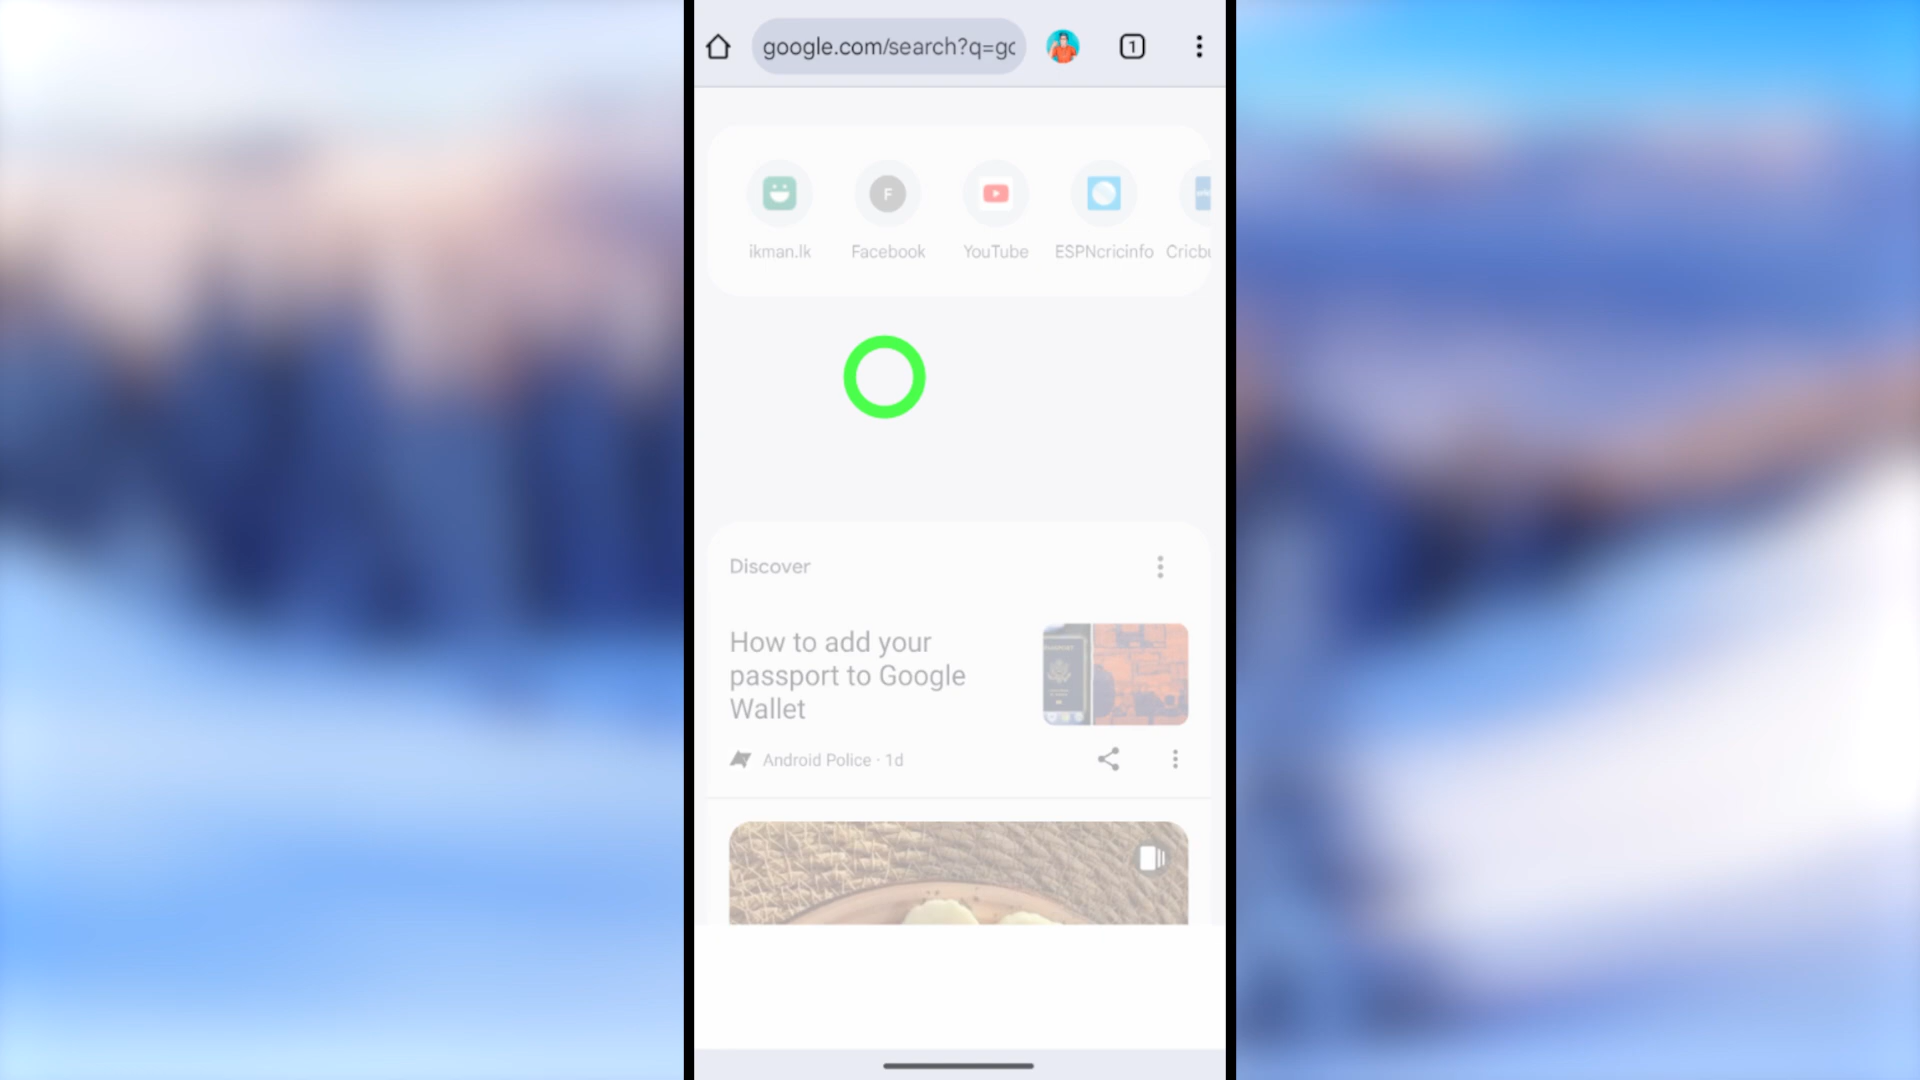 google.com/search?q=go
1
F
ikman.lk
Facebook
YouTube
ESPNcricinfo
Cricbu
Discover
How to add your
passport to Google
Wallet
Android Police · 1d